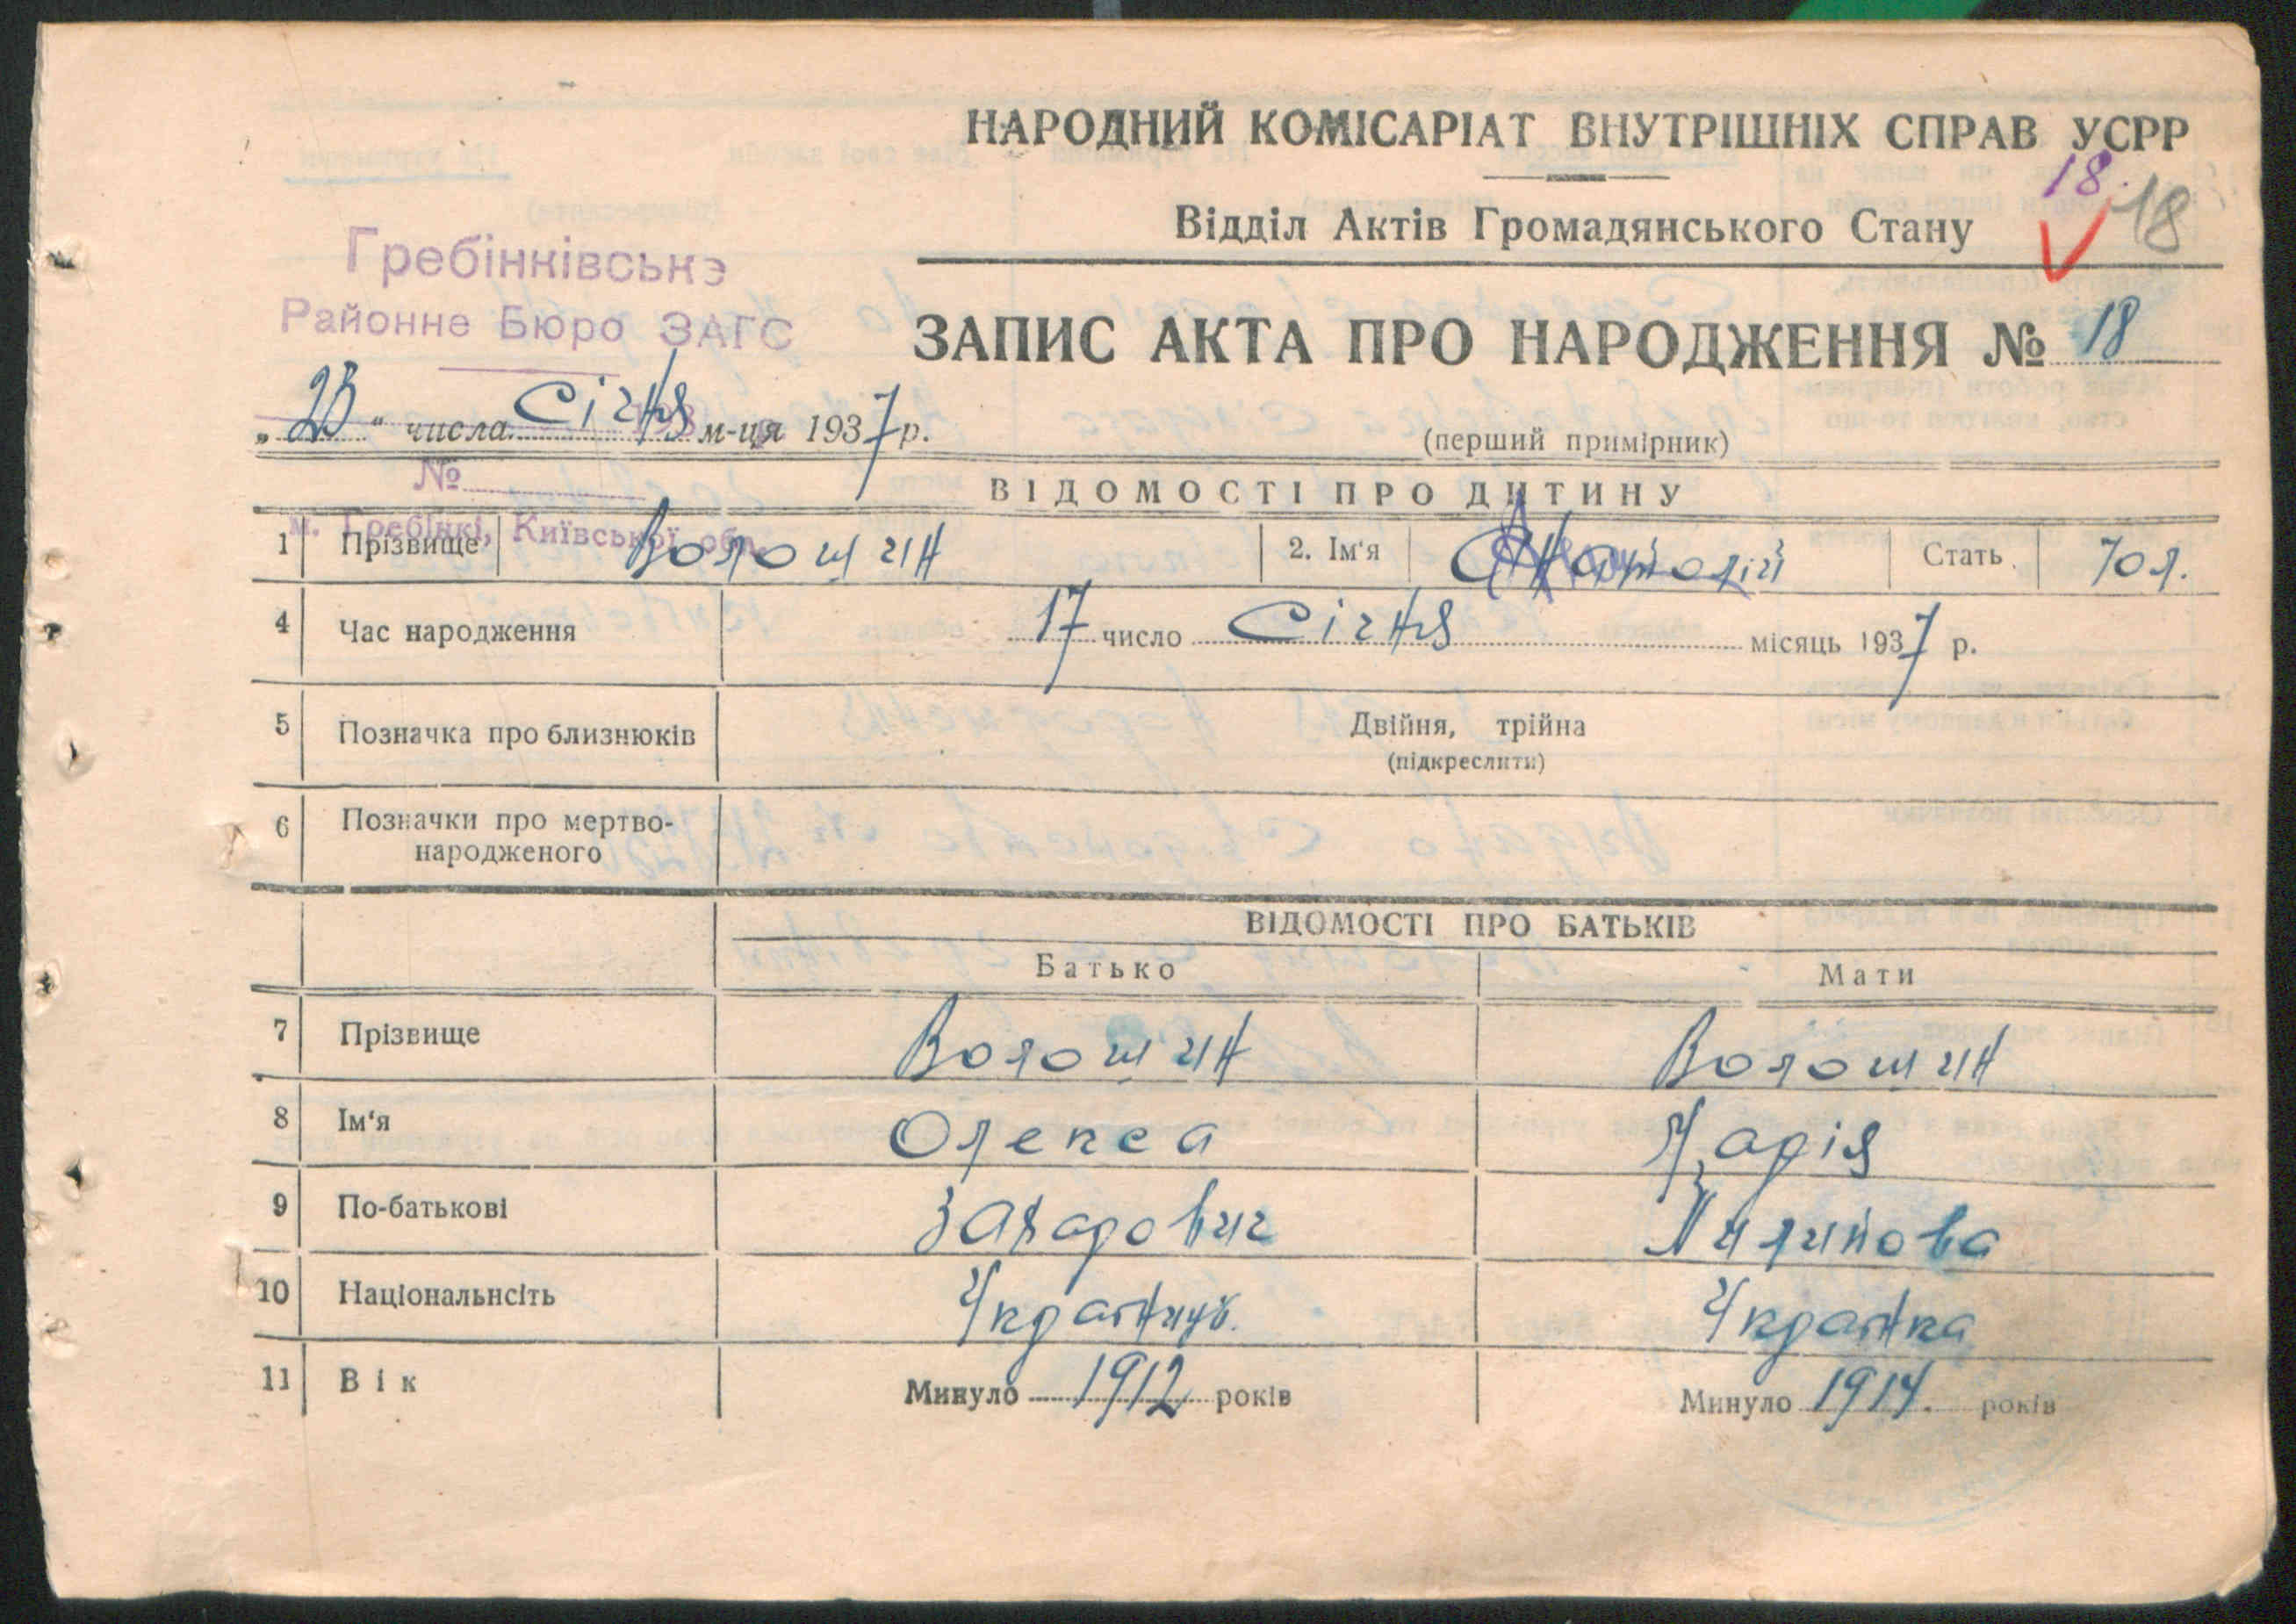 НАРОДНИЙ КОМІСАРІАТ ВНУТРІШНІХ СПРАВ УСРР
18.
18
Відділ Актів Громадянського Стану
Гребінківське
Районне Бюро ЗАГС
ЗАПИС АКТА ПРО НАРОДЖЕННЯ № 18
„23“ числа Січня м-ця 1937 р.
(перший примірник)
№
м. Гребінкі, Київської обл.
ВІДОМОСТІ ПРО ДИТИНУ
1 Прізвище Волошин 2. Ім'я Анатолій Стать чол.
4 Час народження 17 число Січня місяць 1937 р.
5 Позначка про близнюків Двійня, трійна
(підкреслити)
6 Позначки про мертво-
народженого
ВІДОМОСТІ ПРО БАТЬКІВ
Батько Мати
7 Прізвище Волошин Волошин
8 Ім'я Олекса Марія
9 По-батькові Захарович
10 Національнсіть Українка
11 Вік Минуло 1912 років Минуло 1914. років